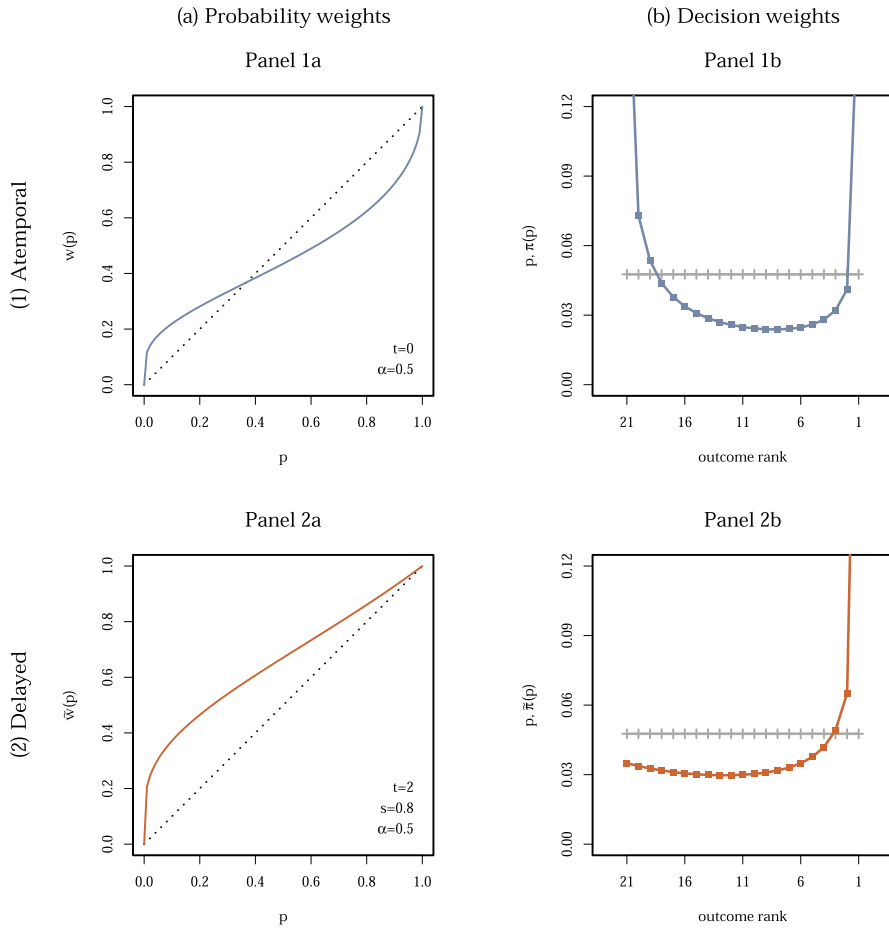 (a) Probability weights
(b) Decision weights
(1) Atemporal
Panel 1a
w(p)
1.0
0.8
0.6
0.4
0.2
0.0
t=0
α=0.5
0.0 0.2 0.4 0.6 0.8 1.0
p
Panel 1b
p, π(p)
0.12
0.09
0.06
0.03
0.00
21 16 11 6 1
outcome rank
(2) Delayed
Panel 2a
w̃(p)
1.0
0.8
0.6
0.4
0.2
0.0
t=2
s=0.8
α=0.5
0.0 0.2 0.4 0.6 0.8 1.0
p
Panel 2b
p, π̃(p)
0.12
0.09
0.06
0.03
0.00
21 16 11 6 1
outcome rank